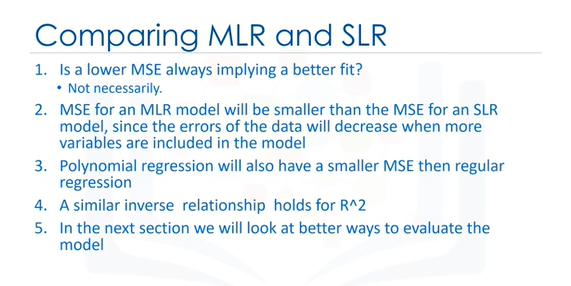 Comparing MLR and SLR
1. Is a lower MSE always implying a better fit?
• Not necessarily.
2. MSE for an MLR model will be smaller than the MSE for an SLR
model, since the errors of the data will decrease when more
variables are included in the model
3. Polynomial regression will also have a smaller MSE then regular
regression
4. A similar inverse relationship holds for R^2
5. In the next section we will look at better ways to evaluate the
model